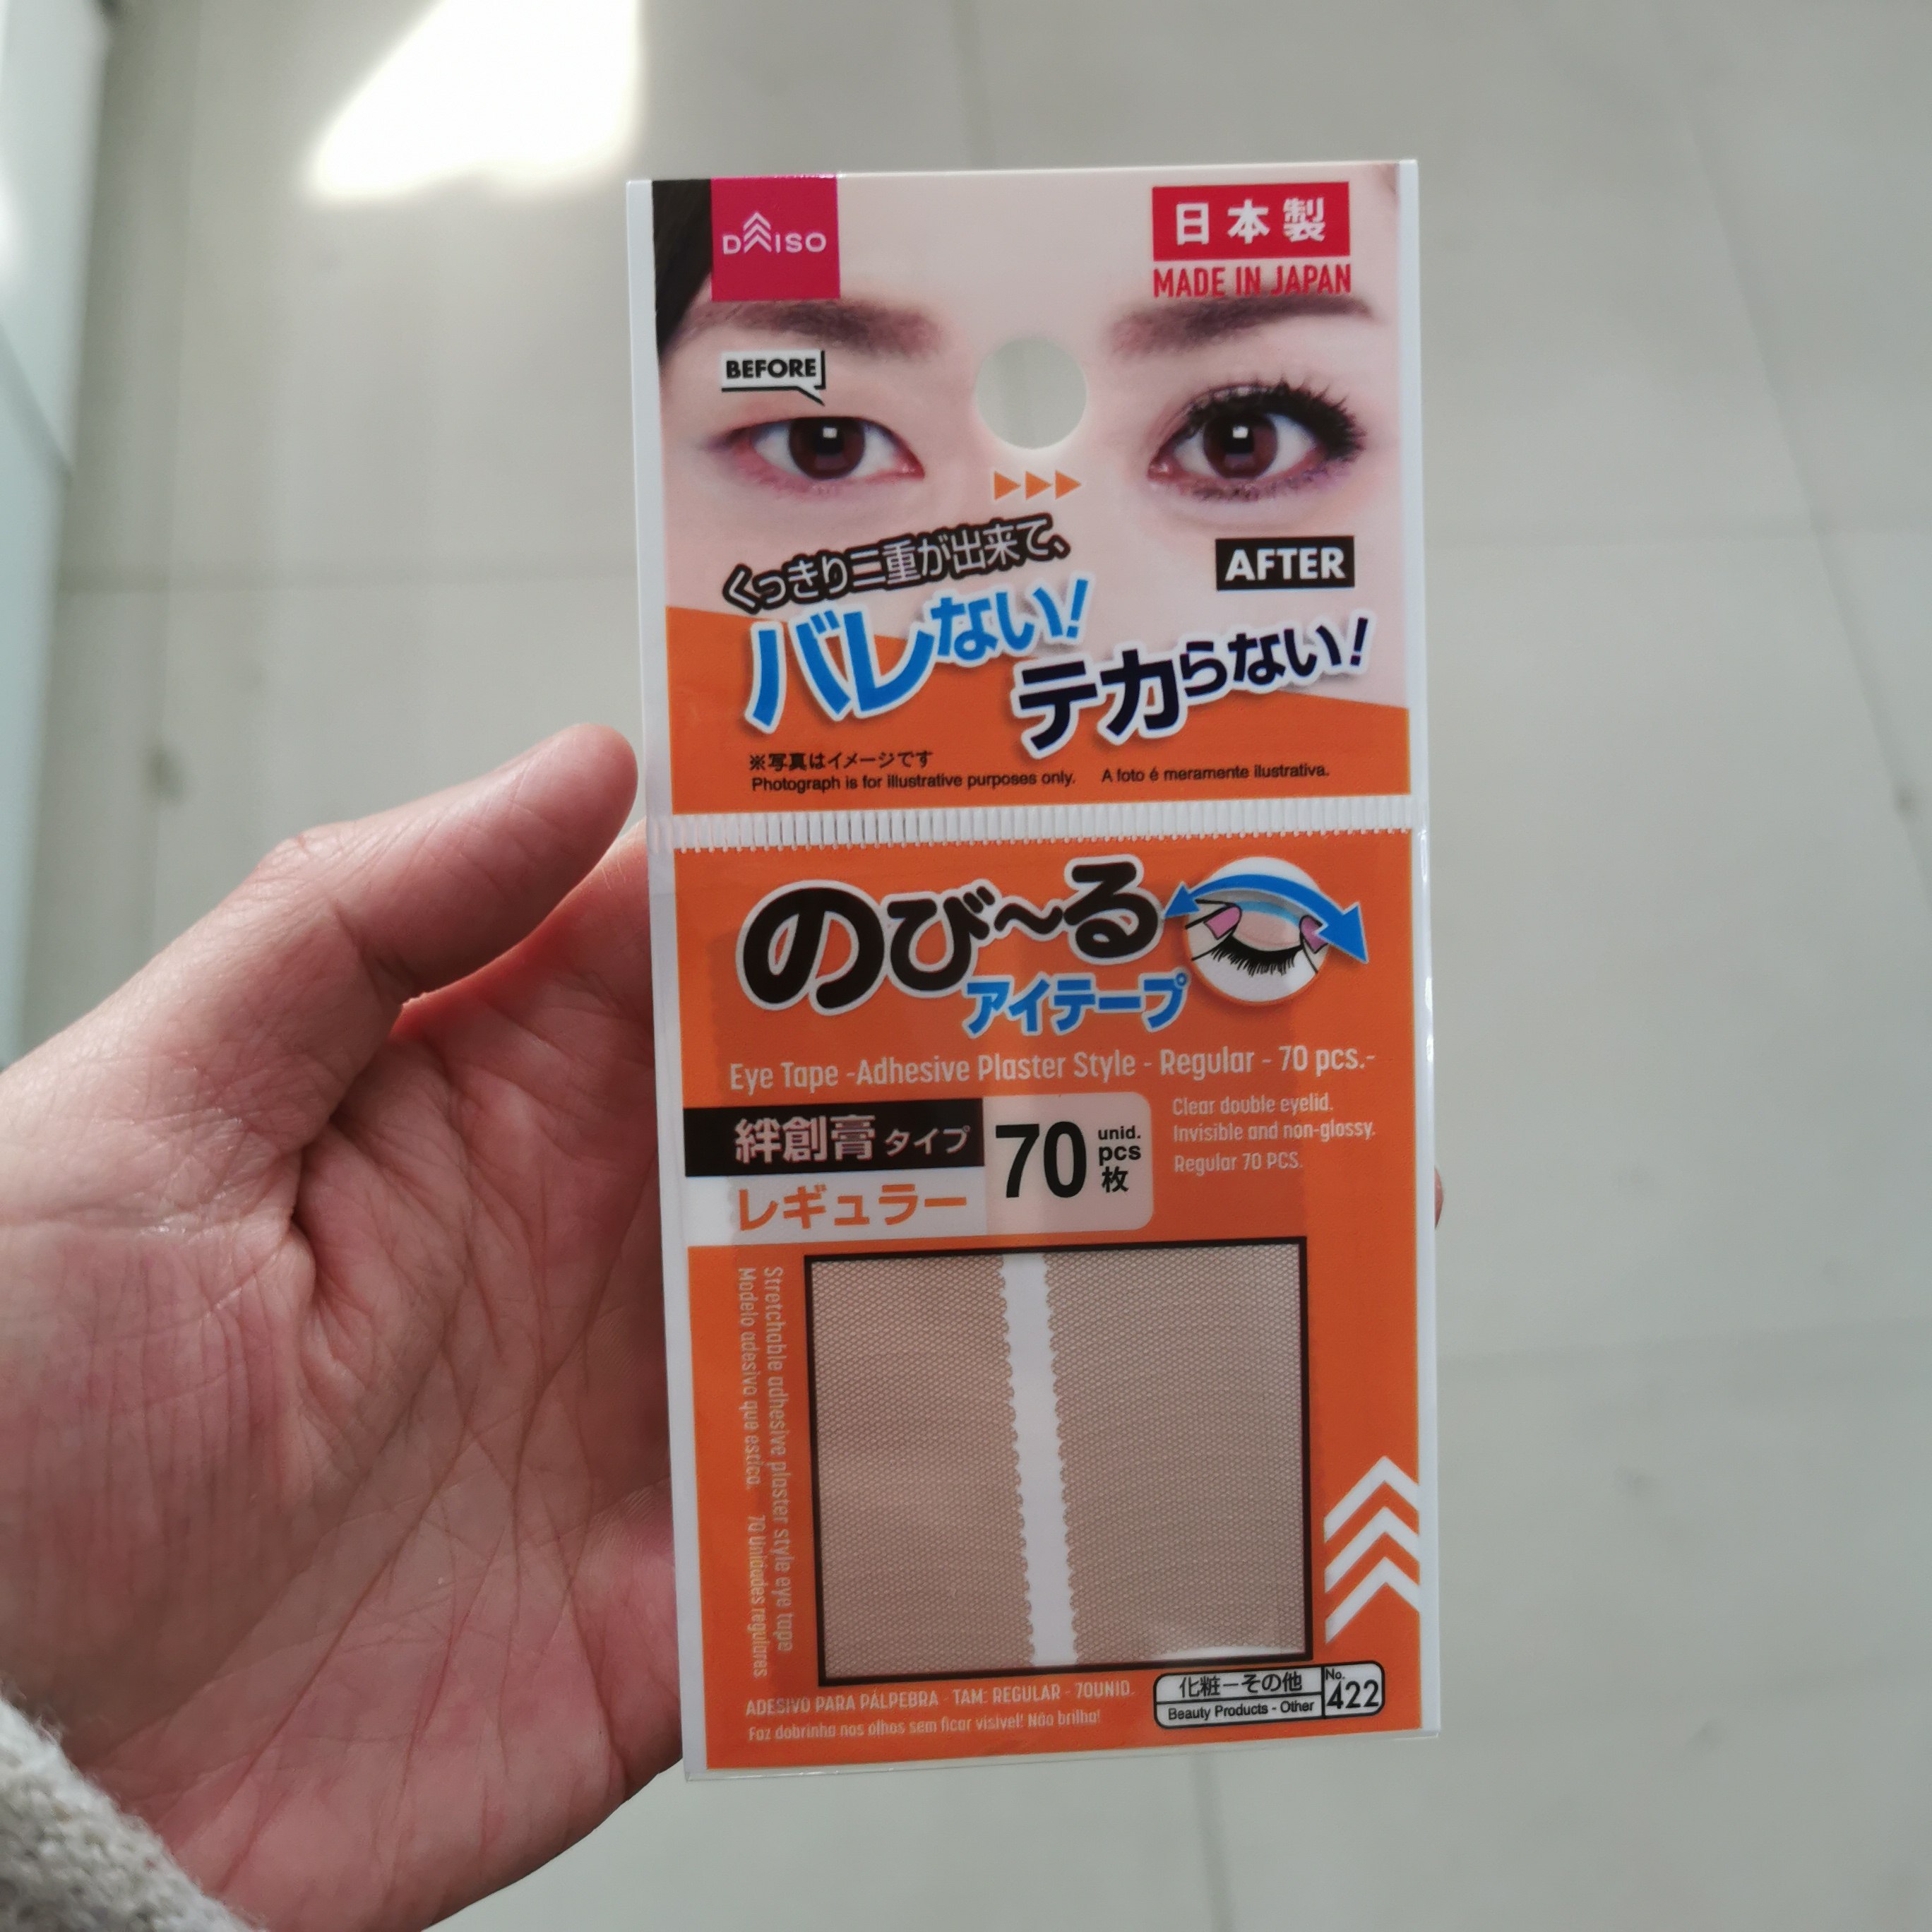 DAISO
日本製
MADE IN JAPAN
BEFORE
AFTER
くっきり二重が出来て、
バレない!
テカらない!
※写真はイメージです
Photograph is for illustrative purposes only. A foto é meramente ilustrativa.
のび〜る
アイテープ
Eye Tape -Adhesive Plaster Style - Regular - 70 pcs.-
絆創膏タイプ
レギュラー
70 unid. pcs 枚
Clear double eyelid.
Invisible and non-glossy.
Regular 70 PCS.
Stretchable adhesive plaster style eye tape
Modelo adesivo que estica. 70 Unidades regulares
ADESIVO PARA PÁLPEBRA - TAM: REGULAR - 70UNID.
Faz dobrinha nos olhos sem ficar visível! Não brilha!
化粧ーその他
Beauty Products - Other
No.
422